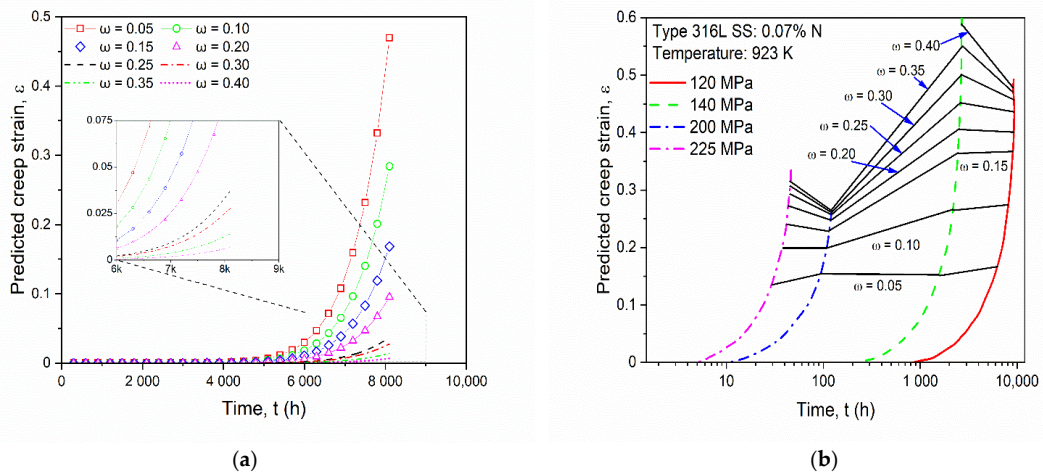 ω = 0.05 ω = 0.10
ω = 0.15 ω = 0.20
ω = 0.25 ω = 0.30
ω = 0.35 ω = 0.40
0.5
0.4
0.3
0.2
0.1
0
Predicted creep strain, ε
0.075
0.05
0.025
0
6k 7k 8k 9k
0 2 000 4 000 6 000 8 000 10,000
Time, t (h)
(a)
Type 316L SS: 0.07% N
Temperature: 923 K
120 MPa
140 MPa
200 MPa
225 MPa
0.6
0.5
0.4
0.3
0.2
0.1
0
Predicted creep strain, ε
ω = 0.40
ω = 0.35
ω = 0.30
ω = 0.25
ω = 0.20
ω = 0.15
ω = 0.10
ω = 0.05
10 100 1 000 10,000
Time, t (h)
(b)